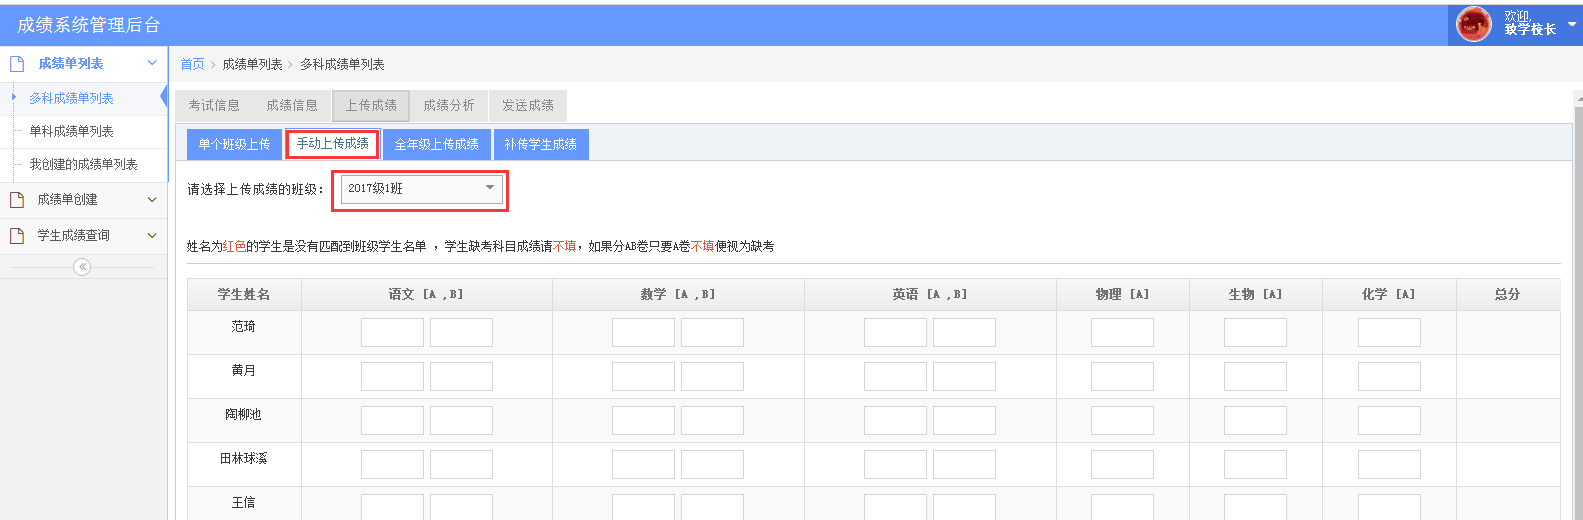 成绩系统管理后台
欢迎,
致学校长
成绩单列表
多科成绩单列表
单科成绩单列表
我创建的成绩单列表
成绩单创建
学生成绩查询
首页 > 成绩单列表 > 多科成绩单列表
考试信息 成绩信息 上传成绩 成绩分析 发送成绩
单个班级上传 手动上传成绩 全年级上传成绩 补传学生成绩
请选择上传成绩的班级： 2017级1班
姓名为红色的学生是没有匹配到班级学生名单 ，学生缺考科目成绩请不填，如果分AB卷只要A卷不填便视为缺考
学生姓名 语文 [A ,B] 数学 [A ,B] 英语 [A ,B] 物理 [A] 生物 [A] 化学 [A] 总分
范琦
黄月
陶柳池
田林球溪
王信